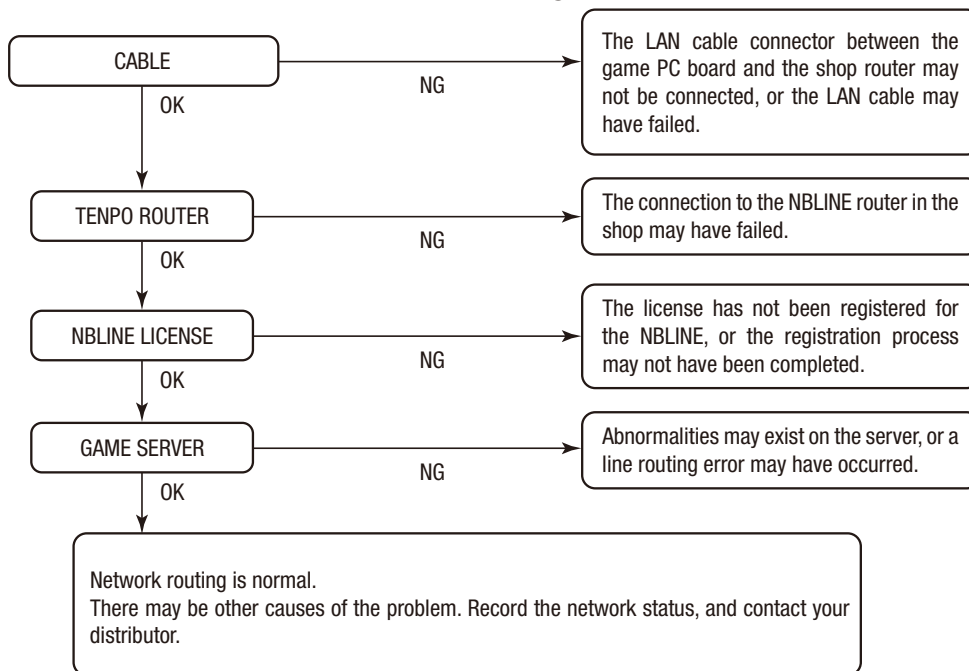 CABLE
NG
OK
The LAN cable connector between the
game PC board and the shop router may
not be connected, or the LAN cable may
have failed.
TENPO ROUTER
NG
OK
The connection to the NBLINE router in the
shop may have failed.
NBLINE LICENSE
NG
OK
The license has not been registered for
the NBLINE, or the registration process
may not have been completed.
GAME SERVER
NG
OK
Abnormalities may exist on the server, or a
line routing error may have occurred.
Network routing is normal.
There may be other causes of the problem. Record the network status, and contact your
distributor.